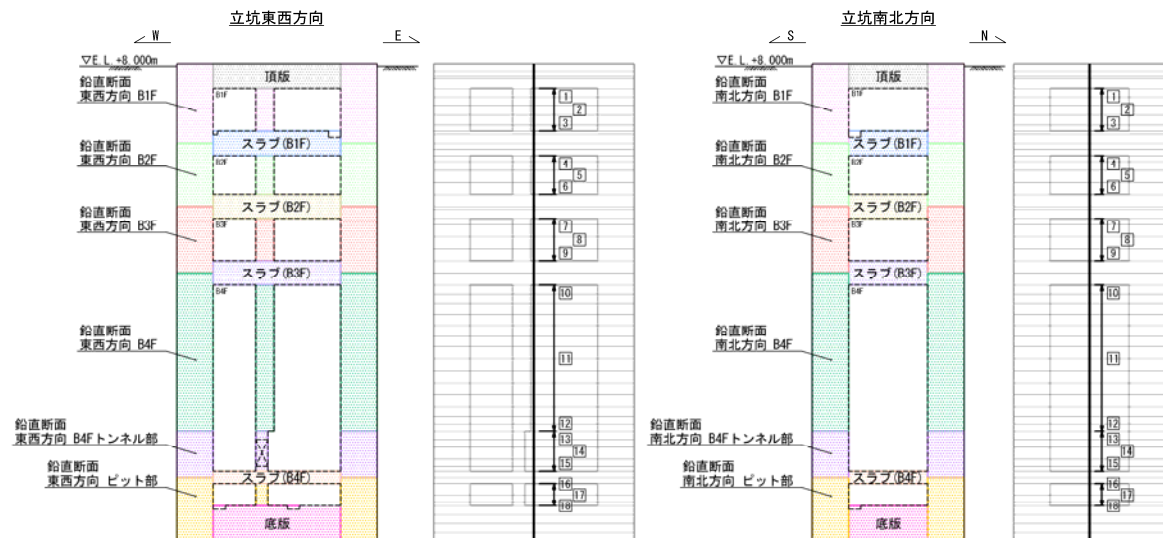 立坑東西方向
W
E
▽E.L.+8.000m
鉛直断面
東西方向 B1F
鉛直断面
東西方向 B2F
鉛直断面
東西方向 B3F
鉛直断面
東西方向 B4F
鉛直断面
東西方向 B4Fトンネル部
鉛直断面
東西方向 ピット部
頂版
B1F
スラブ(B1F)
B2F
スラブ(B2F)
B3F
スラブ(B3F)
B4F
スラブ(B4F)
底版
1
2
3
4
5
6
7
8
9
10
11
12
13
14
15
16
17
18
立坑南北方向
S
N
▽E.L.+8.000m
鉛直断面
南北方向 B1F
鉛直断面
南北方向 B2F
鉛直断面
南北方向 B3F
鉛直断面
南北方向 B4F
鉛直断面
南北方向 B4Fトンネル部
鉛直断面
南北方向 ピット部
頂版
B1F
スラブ(B1F)
B2F
スラブ(B2F)
B3F
スラブ(B3F)
B4F
スラブ(B4F)
底版
1
2
3
4
5
6
7
8
9
10
11
12
13
14
15
16
17
18